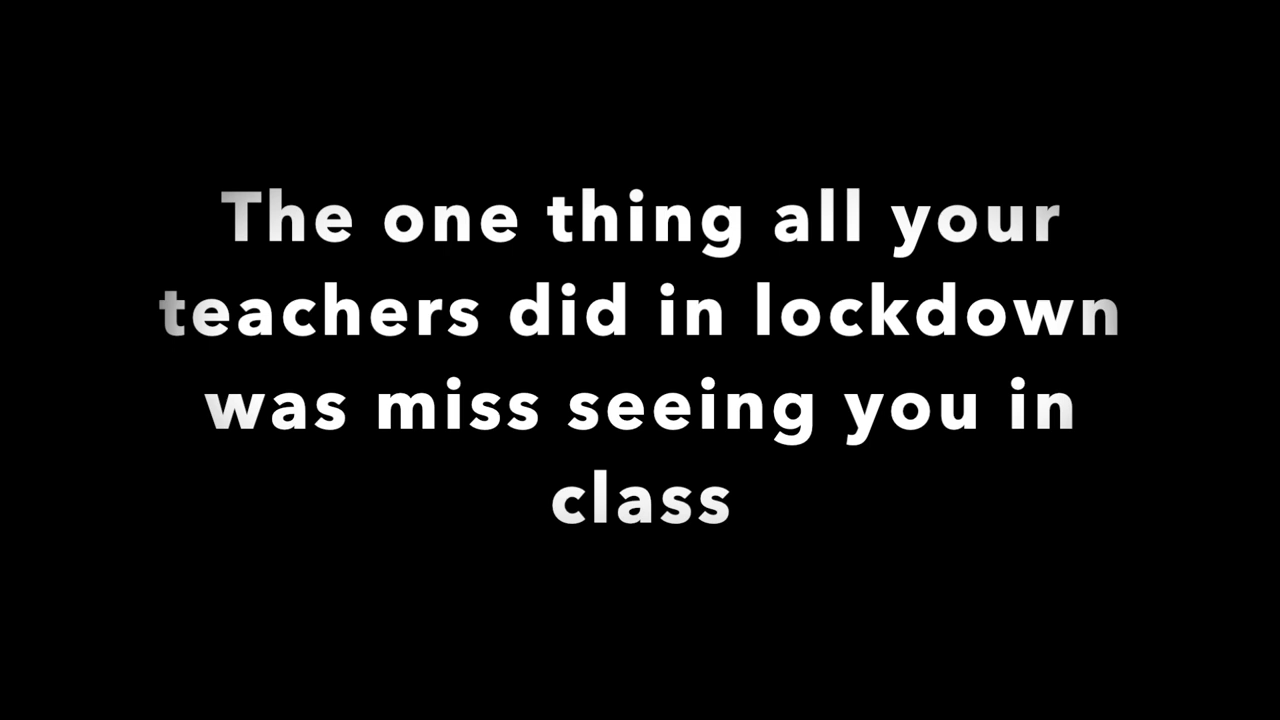 The one thing all your
teachers did in lockdown
was miss seeing you in
class